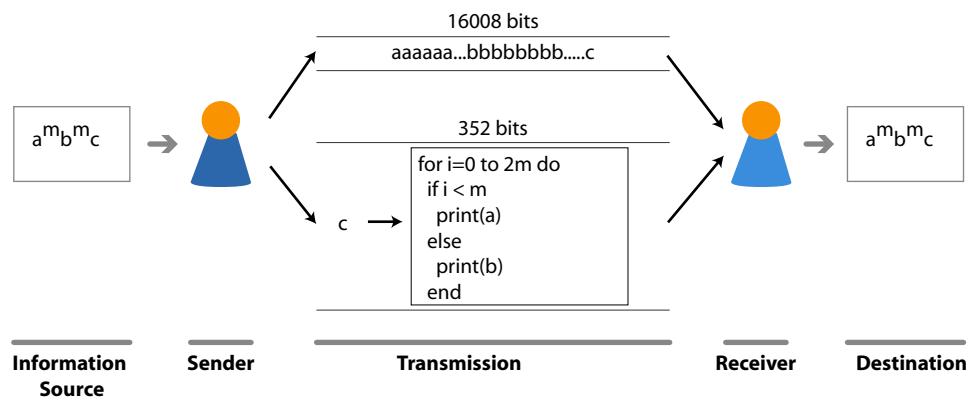 16008 bits
aaaaaa...bbbbbbbbb.....c
a^m b^m c
352 bits
for i=0 to 2m do
if i < m
print(a)
else
print(b)
end
c
a^m b^m c
Information
Source
Sender
Transmission
Receiver
Destination